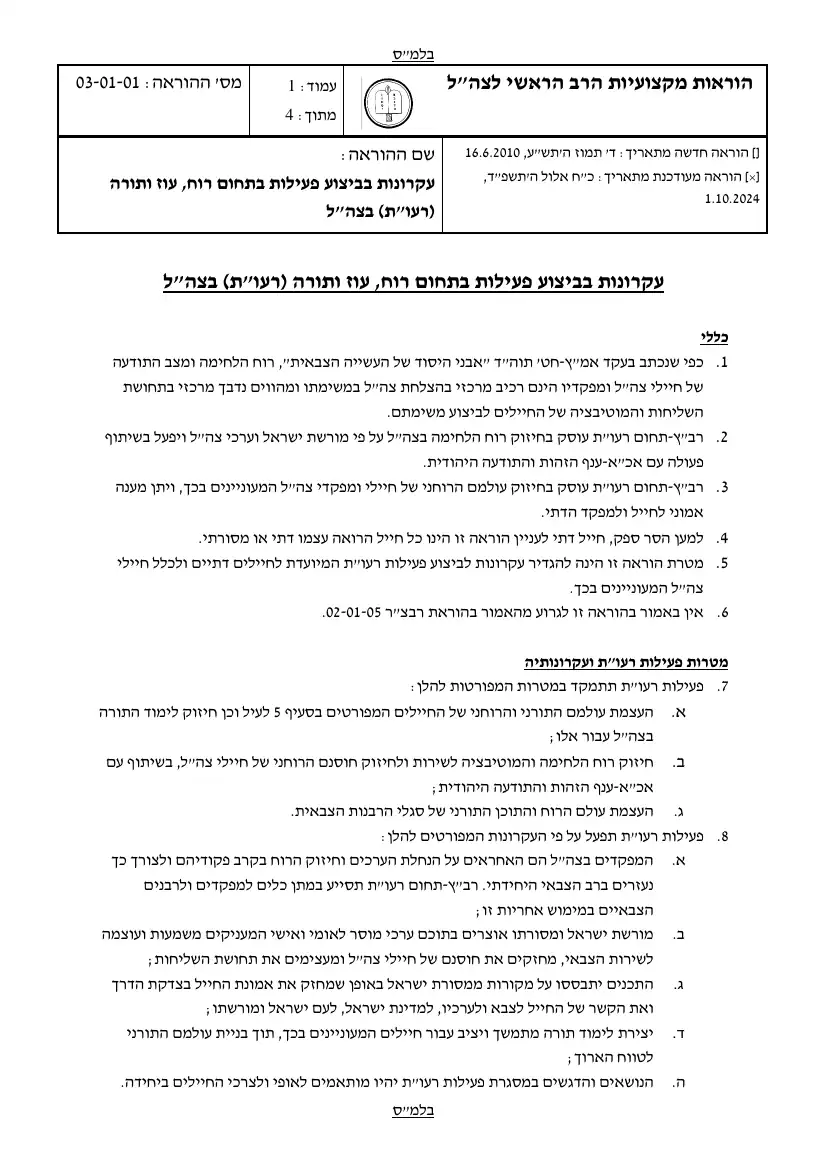 בלמ״ס
הוראות מקצועיות הרב הראשי לצה״ל
עמוד : 1
מתוך : 4
מס׳ ההוראה : 03-01-01
[] הוראה חדשה מתאריך : ד׳ תמוז ה׳תש״ע, 16.6.2010
[×] הוראה מעודכנת מתאריך : כ״ח אלול ה׳תשפ״ד,
1.10.2024
שם ההוראה :
עקרונות בביצוע פעילות בתחום רוח, עוז ותורה
(רעו״ת) בצה״ל
עקרונות בביצוע פעילות בתחום רוח, עוז ותורה (רעו״ת) בצה״ל
כללי
1. כפי שנכתב בעקד אמ״ץ-חט׳ תוה״ד ״אבני היסוד של העשייה הצבאית״, רוח הלחימה ומצב התודעה
של חיילי צה״ל ומפקדיו הינם רכיב מרכזי בהצלחת צה״ל במשימתו ומהווים נדבך מרכזי בתחושת
השליחות והמוטיבציה של החיילים לביצוע משימתם.
2. רב״ץ-תחום רעו״ת עוסק בחיזוק רוח הלחימה בצה״ל על פי מורשת ישראל וערכי צה״ל ויפעל בשיתוף
פעולה עם אכ״א-ענף הזהות והתודעה היהודית.
3. רב״ץ-תחום רעו״ת עוסק בחיזוק עולמם הרוחני של חיילי ומפקדי צה״ל המעוניינים בכך, ויתן מענה
אמוני לחייל ולמפקד הדתי.
4. למען הסר ספק, חייל דתי לעניין הוראה זו הינו כל חייל הרואה עצמו דתי או מסורתי.
5. מטרת הוראה זו הינה להגדיר עקרונות לביצוע פעילות רעו״ת המיועדת לחיילים דתיים ולכלל חיילי
צה״ל המעוניינים בכך.
6. אין באמור בהוראה זו לגרוע מהאמור בהוראת רבצ״ר 02-01-05.
מטרות פעילות רעו״ת ועקרונותיה
7. פעילות רעו״ת תתמקד במטרות המפורטות להלן :
א. העצמת עולמם התורני והרוחני של החיילים המפורטים בסעיף 5 לעיל וכן חיזוק לימוד התורה
בצה״ל עבור אלו ;
ב. חיזוק רוח הלחימה והמוטיבציה לשירות ולחיזוק חוסנם הרוחני של חיילי צה״ל, בשיתוף עם
אכ״א-ענף הזהות והתודעה היהודית ;
ג. העצמת עולם הרוח והתוכן התורני של סגלי הרבנות הצבאית.
8. פעילות רעו״ת תפעל על פי העקרונות המפורטים להלן :
א. המפקדים בצה״ל הם האחראים על הנחלת הערכים וחיזוק הרוח בקרב פקודיהם ולצורך כך
נעזרים ברב הצבאי היחידתי. רב״ץ-תחום רעו״ת תסייע במתן כלים למפקדים ולרבנים
הצבאיים במימוש אחריות זו ;
ב. מורשת ישראל ומסורתו אוצרים בתוכם ערכי מוסר לאומי ואישי המעניקים משמעות ועוצמה
לשירות הצבאי, מחזקים את חוסנם של חיילי צה״ל ומעצימים את תחושת השליחות ;
ג. התכנים יתבססו על מקורות ממסורת ישראל באופן שמחזק את אמונת החייל בצדקת הדרך
ואת הקשר של החייל לצבא ולערכיו, למדינת ישראל, לעם ישראל ומורשתו ;
ד. יצירת לימוד תורה מתמשך ויציב עבור חיילים המעוניינים בכך, תוך בניית עולמם התורני
לטווח הארוך ;
ה. הנושאים והדגשים במסגרת פעילות רעו״ת יהיו מותאמים לאופי ולצרכי החיילים ביחידה.
בלמ״ס